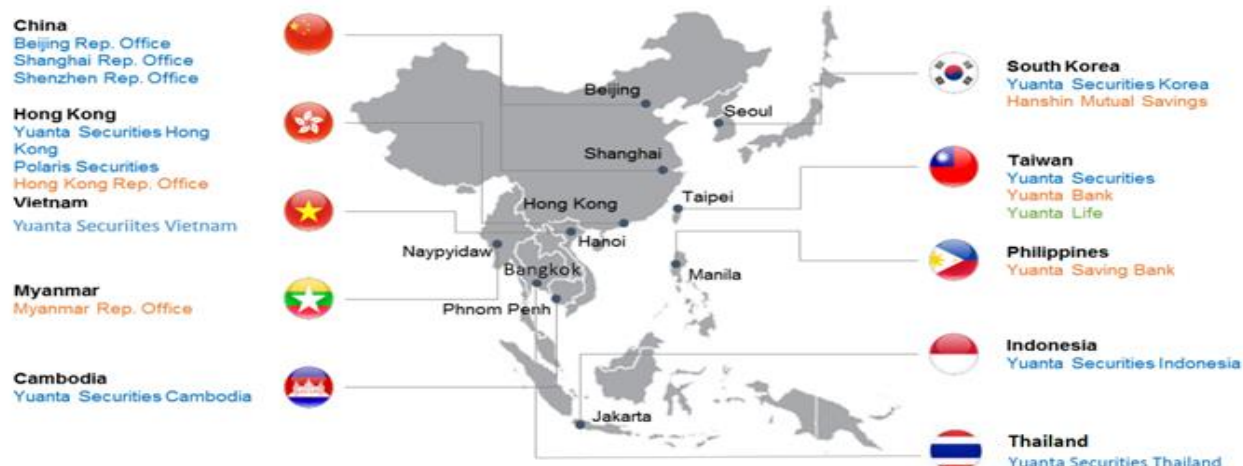 China
Beijing Rep. Office
Shanghai Rep. Office
Shenzhen Rep. Office
Hong Kong
Yuanta Securities Hong
Kong
Polaris Securities
Hong Kong Rep. Office
Vietnam
Yuanta Securiites Vietnam
Myanmar
Myanmar Rep. Office
Cambodia
Yuanta Securities Cambodia
Beijing
Seoul
Shanghai
Taipei
Hong Kong
Hanoi
Naypyidaw
Bangkok
Manila
Phnom Penh
Jakarta
South Korea
Yuanta Securities Korea
Hanshin Mutual Savings
Taiwan
Yuanta Securities
Yuanta Bank
Yuanta Life
Philippines
Yuanta Saving Bank
Indonesia
Yuanta Securities Indonesia
Thailand
Yuanta Securities Thailand